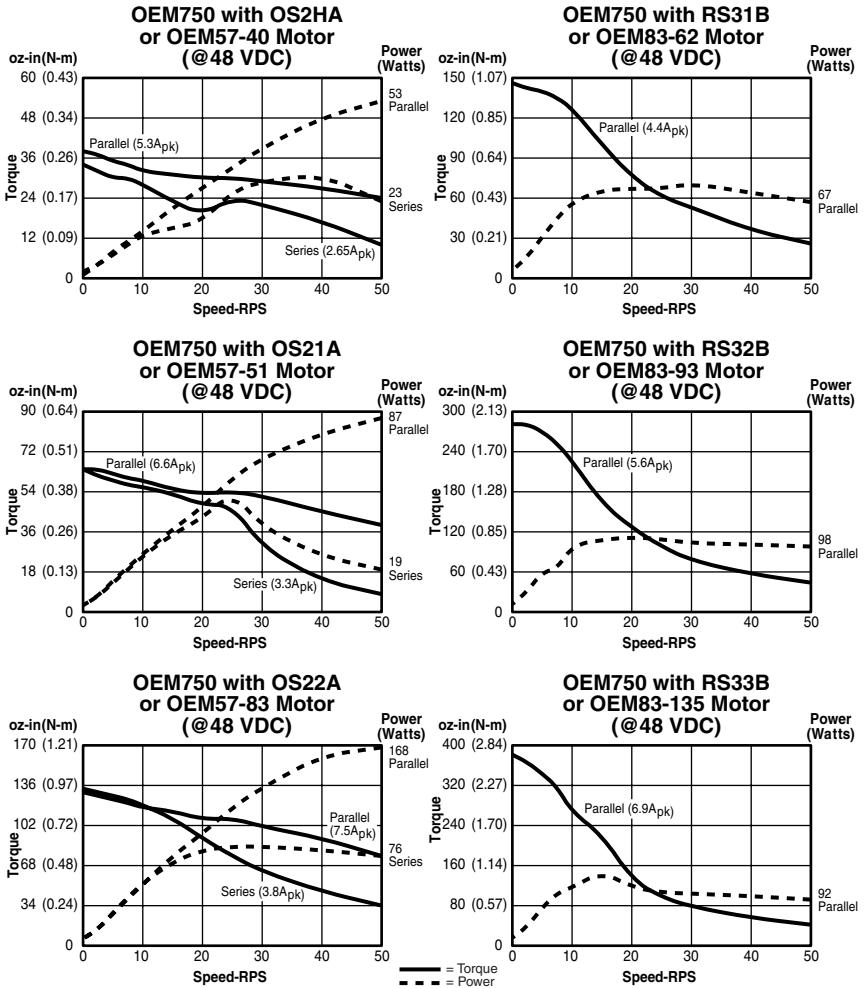 OEM750 with OS2HA
or OEM57-40 Motor
(@48 VDC)
oz-in(N-m)
Power
(Watts)
60 (0.43)
48 (0.34)
36 (0.26)
24 (0.17)
12 (0.09)
0
Torque
53
Parallel
Parallel (5.3Apk)
23
Series
Series (2.65Apk)
0 10 20 30 40 50
Speed-RPS
OEM750 with RS31B
or OEM83-62 Motor
(@48 VDC)
oz-in(N-m)
Power
(Watts)
150 (1.07)
120 (0.85)
90 (0.64)
60 (0.43)
30 (0.21)
0
Torque
Parallel (4.4Apk)
67
Parallel
0 10 20 30 40 50
Speed-RPS
OEM750 with OS21A
or OEM57-51 Motor
(@48 VDC)
oz-in(N-m)
Power
(Watts)
90 (0.64)
72 (0.51)
54 (0.38)
36 (0.26)
18 (0.13)
0
Torque
87
Parallel
Parallel (6.6Apk)
19
Series
Series (3.3Apk)
0 10 20 30 40 50
Speed-RPS
OEM750 with RS32B
or OEM83-93 Motor
(@48 VDC)
oz-in(N-m)
Power
(Watts)
300 (2.13)
240 (1.70)
180 (1.28)
120 (0.85)
60 (0.43)
0
Torque
Parallel (5.6Apk)
98
Parallel
0 10 20 30 40 50
Speed-RPS
OEM750 with OS22A
or OEM57-83 Motor
(@48 VDC)
oz-in(N-m)
Power
(Watts)
170 (1.21)
136 (0.97)
102 (0.72)
68 (0.48)
34 (0.24)
0
Torque
168
Parallel
Parallel
(7.5Apk)
76
Series
Series (3.8Apk)
0 10 20 30 40 50
Speed-RPS
OEM750 with RS33B
or OEM83-135 Motor
(@48 VDC)
oz-in(N-m)
Power
(Watts)
400 (2.84)
320 (2.27)
240 (1.70)
160 (1.14)
80 (0.57)
0
Torque
Parallel (6.9Apk)
92
Parallel
0 10 20 30 40 50
Speed-RPS
= Torque
= Power